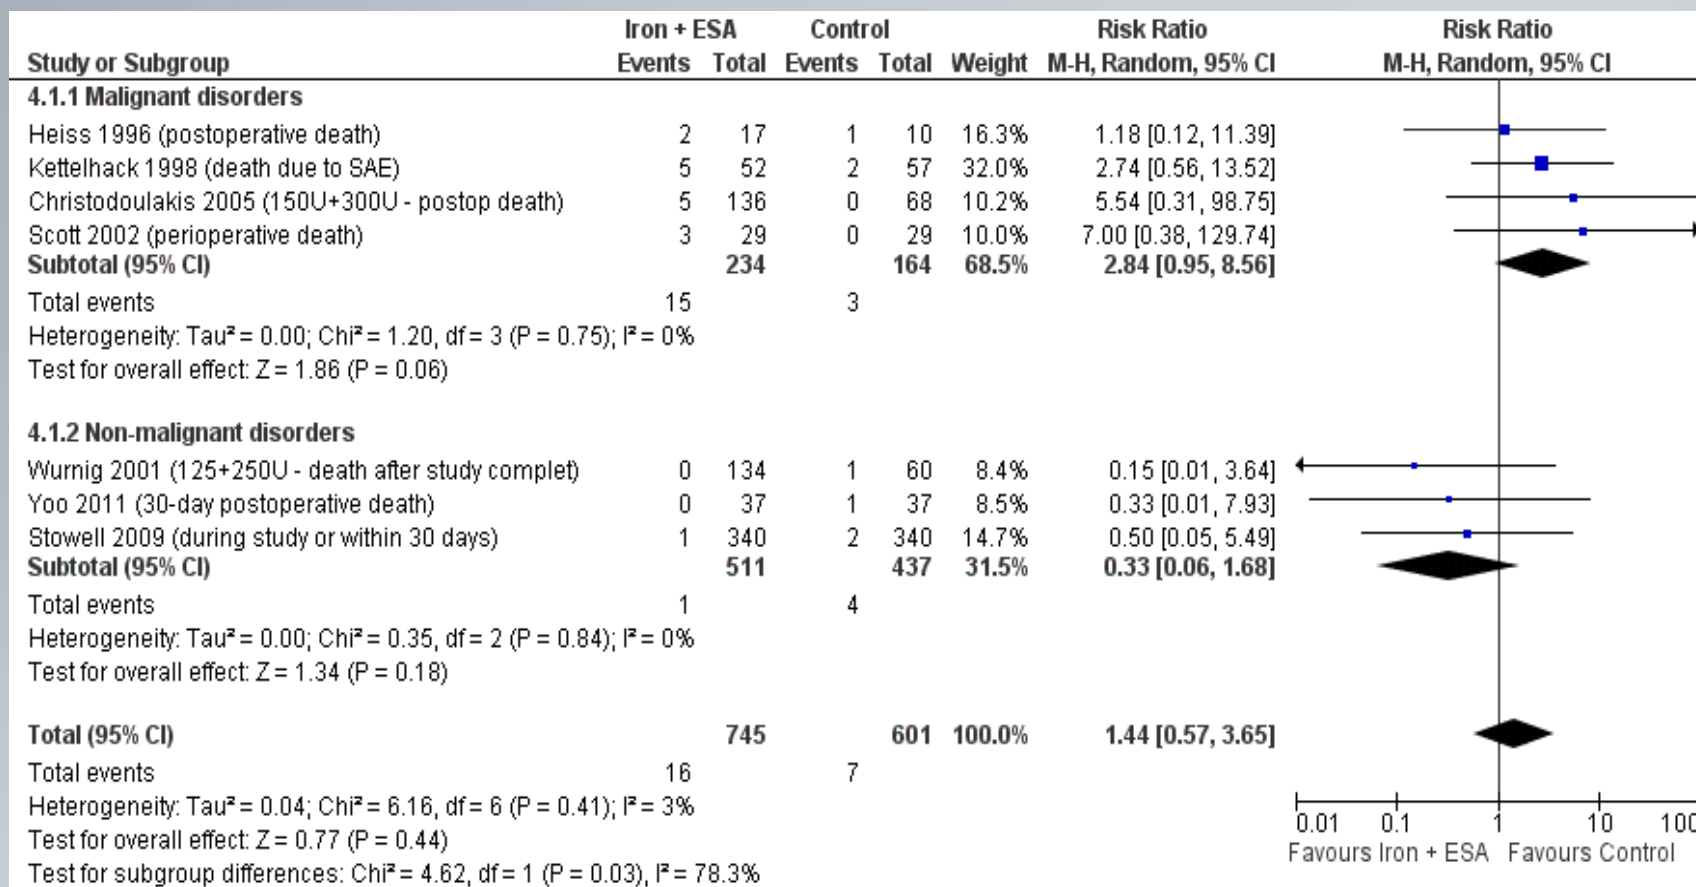 Iron + ESA Control Risk Ratio Risk Ratio
Study or Subgroup Events Total Events Total Weight M-H, Random, 95% CI M-H, Random, 95% CI
4.1.1 Malignant disorders
Heiss 1996 (postoperative death) 2 17 1 10 16.3% 1.18 [0.12, 11.39]
Kettelhack 1998 (death due to SAE) 5 52 2 57 32.0% 2.74 [0.56, 13.52]
Christodoulakis 2005 (150U+300U - postop death) 5 136 0 68 10.2% 5.54 [0.31, 98.75]
Scott 2002 (perioperative death) 3 29 0 29 10.0% 7.00 [0.38, 129.74]
Subtotal (95% CI) 234 164 68.5% 2.84 [0.95, 8.56]
Total events 15 3
Heterogeneity: Tau² = 0.00; Chi² = 1.20, df = 3 (P = 0.75); I² = 0%
Test for overall effect: Z = 1.86 (P = 0.06)
4.1.2 Non-malignant disorders
Wurnig 2001 (125+250U - death after study complet) 0 134 1 60 8.4% 0.15 [0.01, 3.64]
Yoo 2011 (30-day postoperative death) 0 37 1 37 8.5% 0.33 [0.01, 7.93]
Stowell 2009 (during study or within 30 days) 1 340 2 340 14.7% 0.50 [0.05, 5.49]
Subtotal (95% CI) 511 437 31.5% 0.33 [0.06, 1.68]
Total events 1 4
Heterogeneity: Tau² = 0.00; Chi² = 0.35, df = 2 (P = 0.84); I² = 0%
Test for overall effect: Z = 1.34 (P = 0.18)
Total (95% CI) 745 601 100.0% 1.44 [0.57, 3.65]
Total events 16 7
Heterogeneity: Tau² = 0.04; Chi² = 6.16, df = 6 (P = 0.41); I² = 3%
Test for overall effect: Z = 0.77 (P = 0.44)
Test for subgroup differences: Chi² = 4.62, df = 1 (P = 0.03), I² = 78.3%
0.01 0.1 1 10 100
Favours Iron + ESA Favours Control